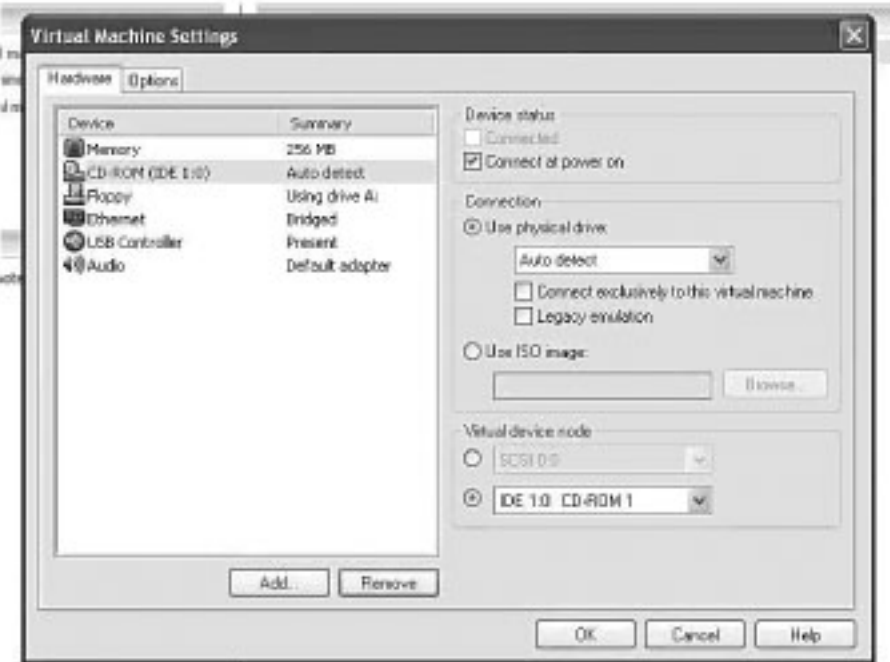 Virtual Machine Settings
Hardware Options
Device Summary
Memory 256 MB
CD-ROM (IDE 1:0) Auto detect
Floppy Using drive A:
Ethernet Bridged
USB Controller Present
Audio Default adapter
Add...
Remove
Device status
Connected
Connect at power on
Connection
Use physical drive:
Auto detect
Connect exclusively to this virtual machine
Legacy emulation
Use ISO image:
Browse...
Virtual device node
SCSI 0:0
IDE 1:0 CD-ROM 1
OK Cancel Help